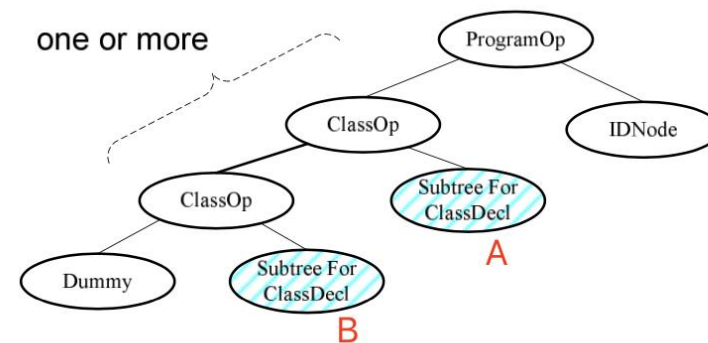 one or more
ProgramOp
ClassOp
IDNode
ClassOp
Subtree For
ClassDecl
A
Dummy
Subtree For
ClassDecl
B